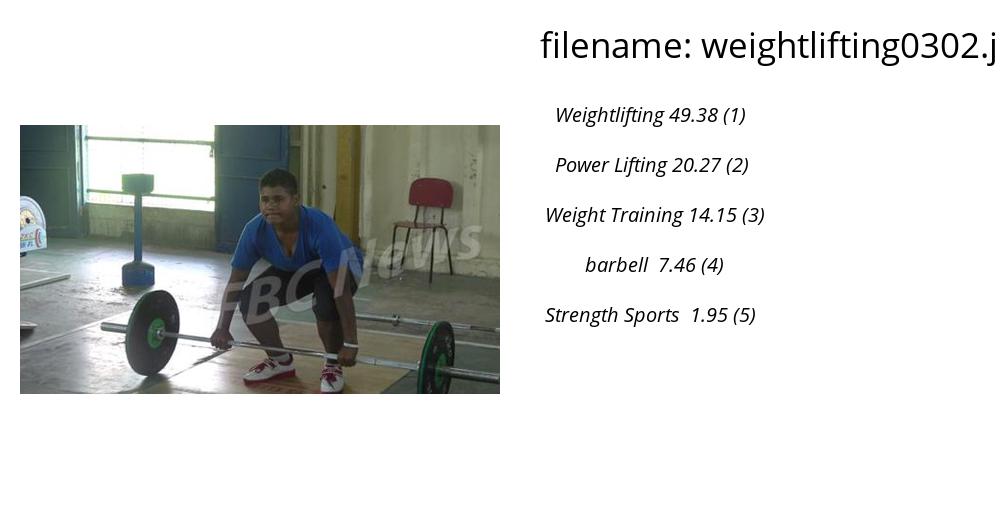 filename: weightlifting0302.j
Weightlifting 49.38 (1)
Power Lifting 20.27 (2)
Weight Training 14.15 (3)
barbell 7.46 (4)
Strength Sports 1.95 (5)
FBC News